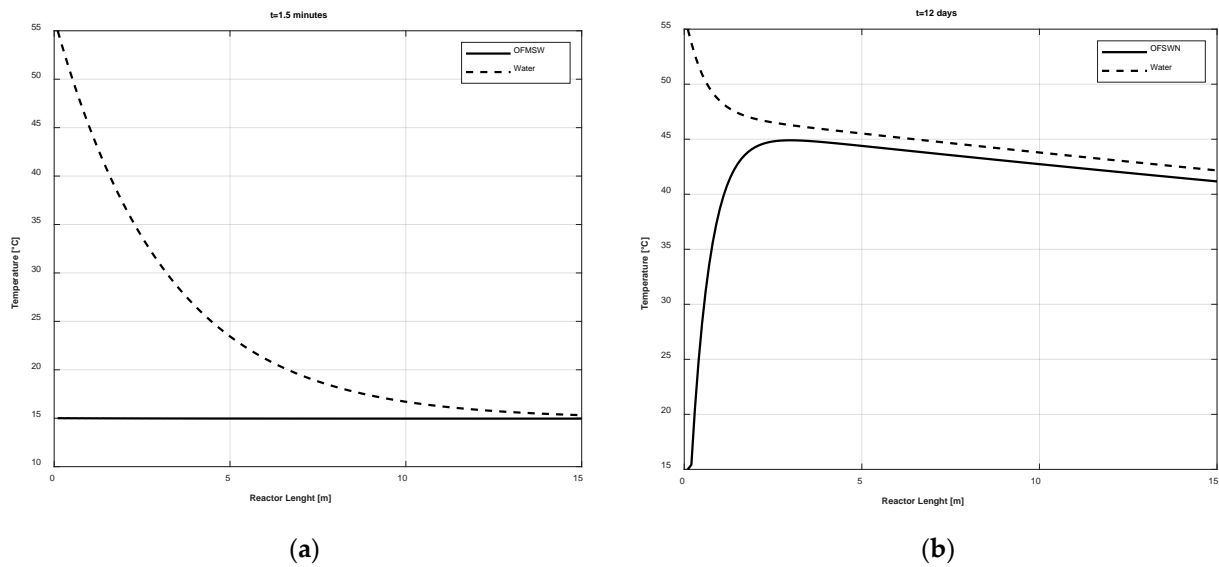 t=1.5 minutes
55
50
45
40
35
30
25
20
15
10
Temperature [°C]
0
5
10
15
Reactor Lenght [m]
OFMSW
Water
(a)
t=12 days
55
50
45
40
35
30
25
20
15
Temperature [°C]
0
5
10
15
Reactor Lenght [m]
OFSWN
Water
(b)